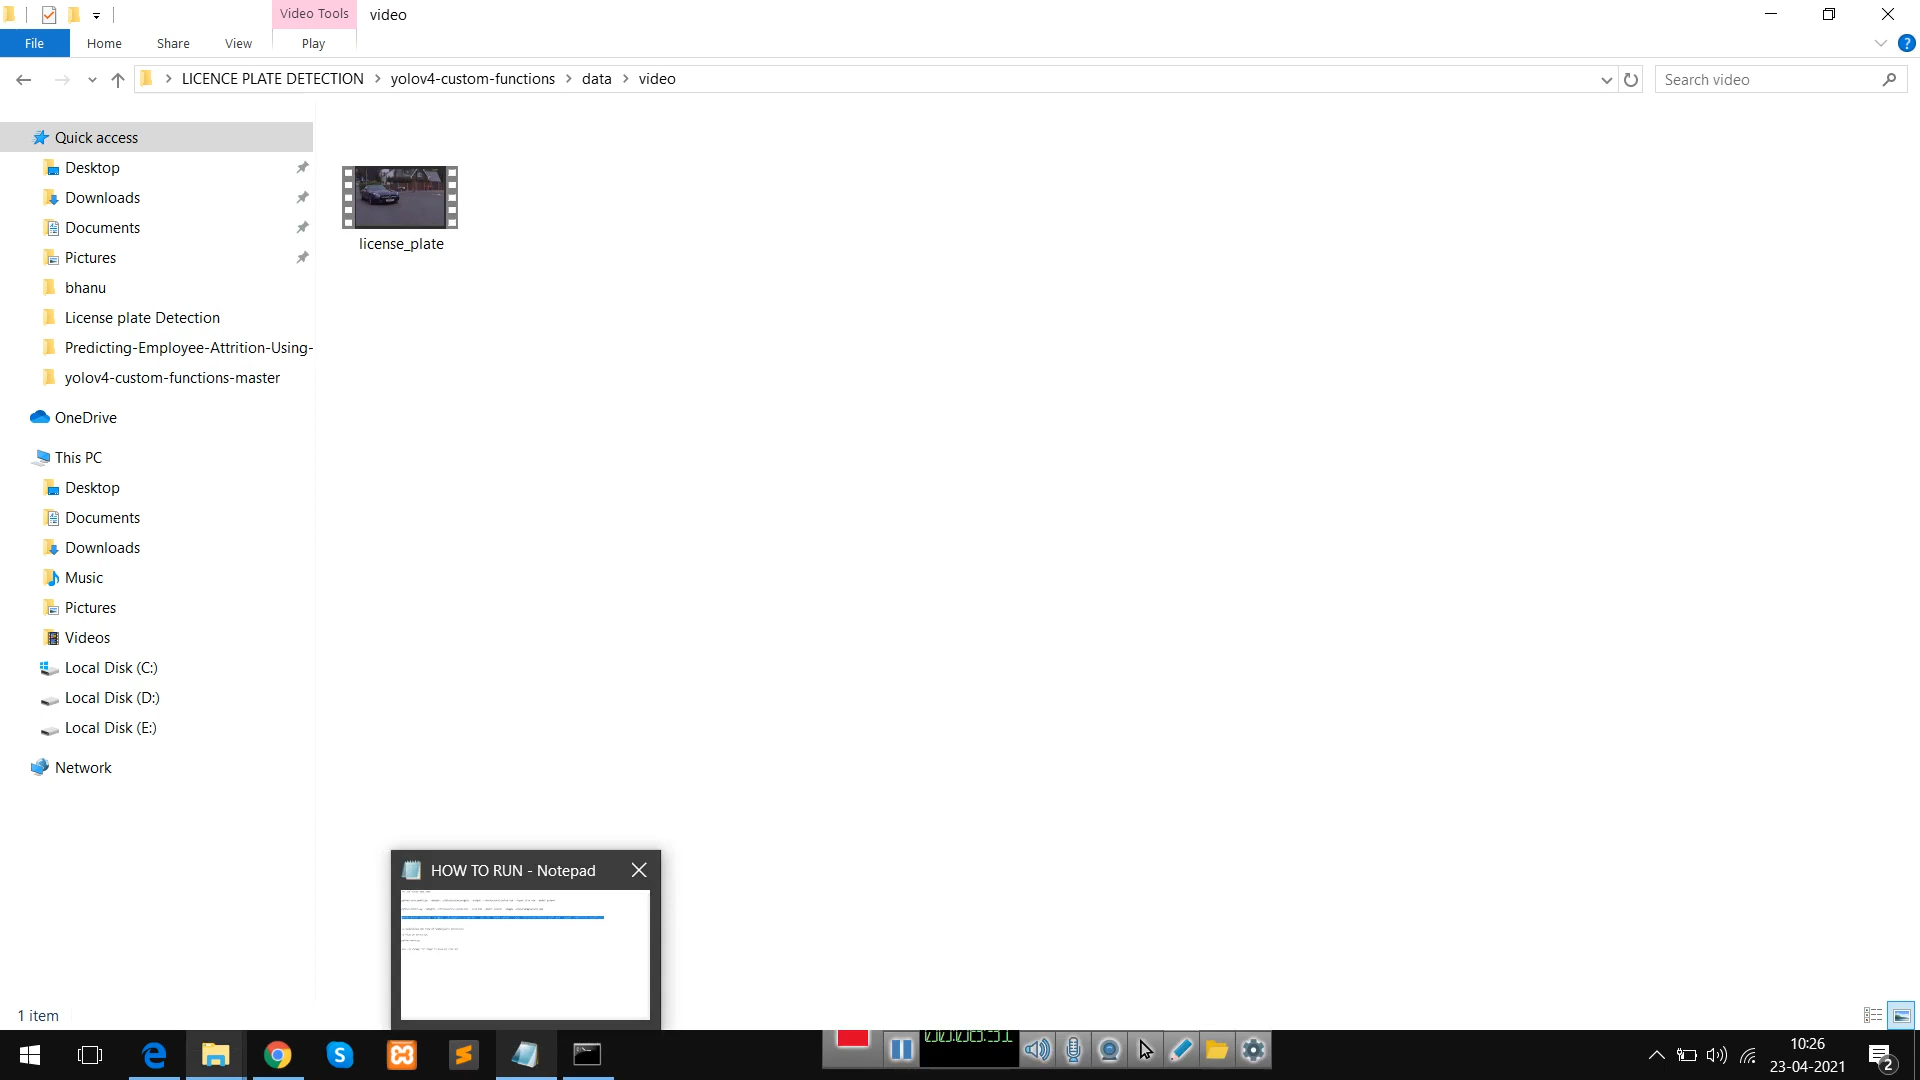 Video Tools
video
File
Home
Share
View
Play
LICENCE PLATE DETECTION
yolov4-custom-functions
data
video
Search video
Quick access
Desktop
Downloads
Documents
Pictures
bhanu
License plate Detection
Predicting-Employee-Attrition-Using-
yolov4-custom-functions-master
OneDrive
This PC
Desktop
Documents
Downloads
Music
Pictures
Videos
Local Disk (C:)
Local Disk (D:)
Local Disk (E:)
Network
license_plate
HOW TO RUN - Notepad
1 item
10:26
23-04-2021
2